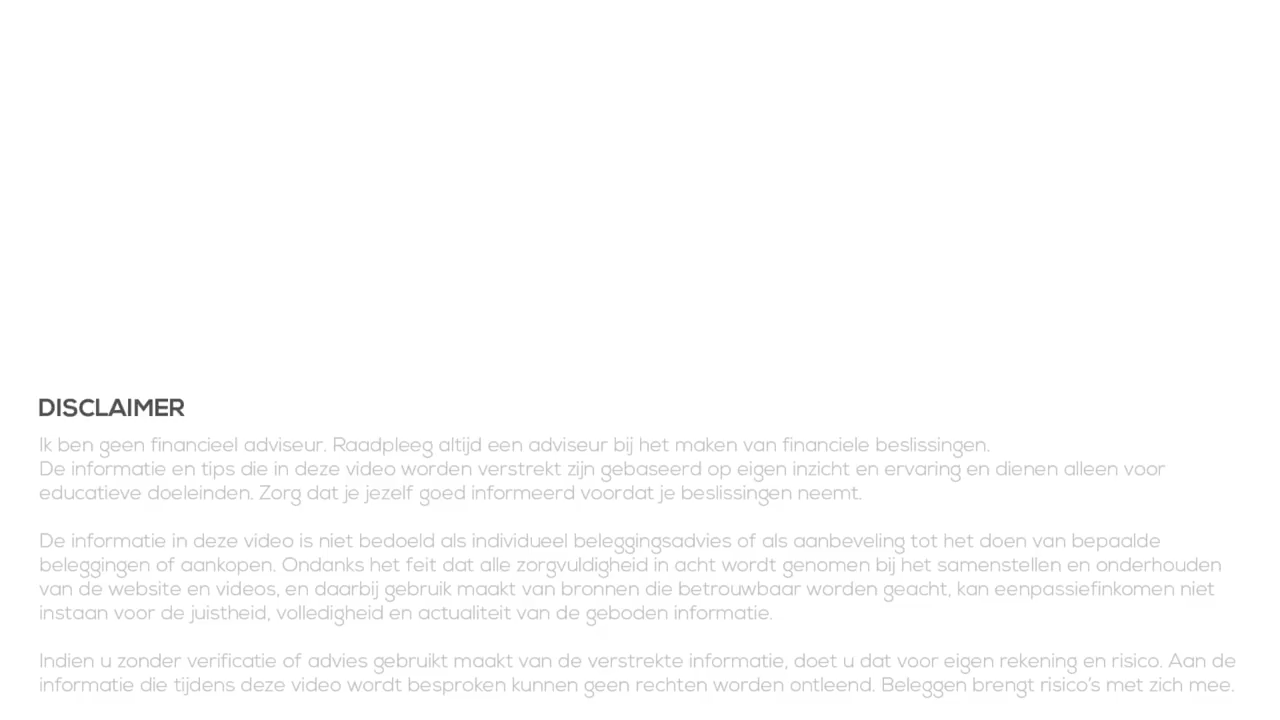 DISCLAIMER
Ik ben geen financieel adviseur. Raadpleeg altijd een adviseur bij het maken van financiele beslissingen.
De informatie en tips die in deze video worden verstrekt zijn gebaseerd op eigen inzicht en ervaring en dienen alleen voor
educatieve doeleinden. Zorg dat je jezelf goed informeerd voordat je beslissingen neemt.
De informatie in deze video is niet bedoeld als individueel beleggingsadvies of als aanbeveling tot het doen van bepaalde
beleggingen of aankopen. Ondanks het feit dat alle zorgvuldigheid in acht wordt genomen bij het samenstellen en onderhouden
van de website en videos, en daarbij gebruik maakt van bronnen die betrouwbaar worden geacht, kan eenpassiefinkomen niet
instaan voor de juistheid, volledigheid en actualiteit van de geboden informatie.
Indien u zonder verificatie of advies gebruikt maakt van de verstrekte informatie, doet u dat voor eigen rekening en risico. Aan de
informatie die tijdens deze video wordt besproken kunnen geen rechten worden ontleend. Beleggen brengt risico's met zich mee.